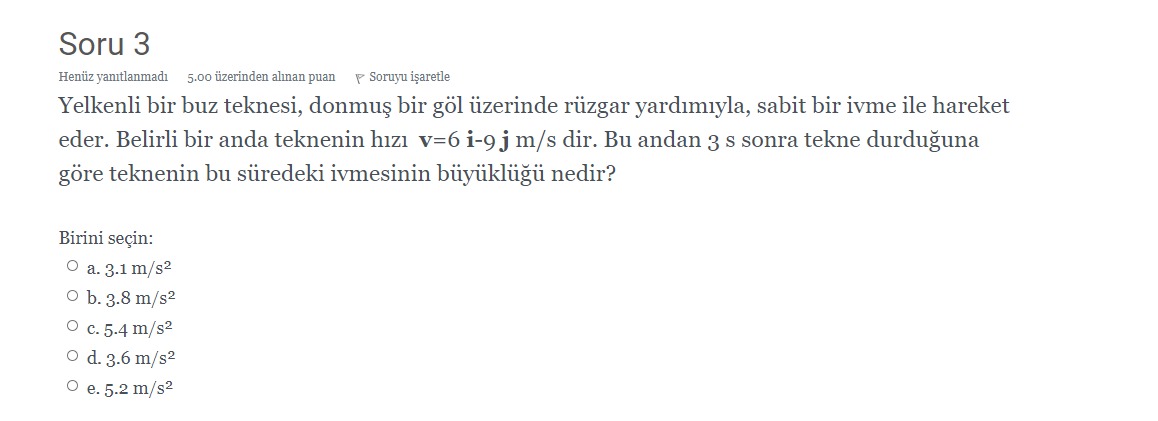 Soru 3
Henüz yanıtlanmadı 5.00 üzerinden alınan puan Soruyu işaretle
Yelkenli bir buz teknesi, donmuş bir göl üzerinde rüzgar yardımıyla, sabit bir ivme ile hareket
eder. Belirli bir anda teknenin hızı v=6 i-9 j m/s dir. Bu andan 3 s sonra tekne durduğuna
göre teknenin bu süredeki ivmesinin büyüklüğü nedir?
Birini seçin:
a. 3.1 m/s²
b. 3.8 m/s²
c. 5.4 m/s²
d. 3.6 m/s²
e. 5.2 m/s²